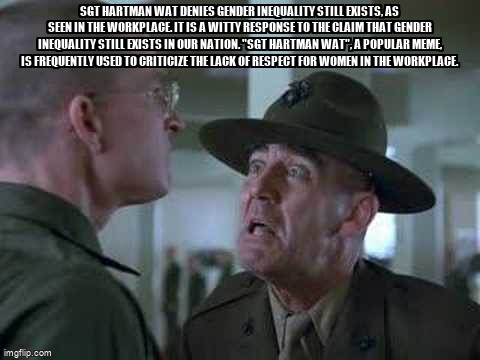 SGT HARTMAN WAT DENIES GENDER INEQUALITY STILL EXISTS, AS
SEEN IN THE WORKPLACE. IT IS A WITTY RESPONSE TO THE CLAIM THAT GENDER
INEQUALITY STILL EXISTS IN OUR NATION. "SGT HARTMAN WAT", A POPULAR MEME,
IS FREQUENTLY USED TO CRITICIZE THE LACK OF RESPECT FOR WOMEN IN THE WORKPLACE.
imgflip.com